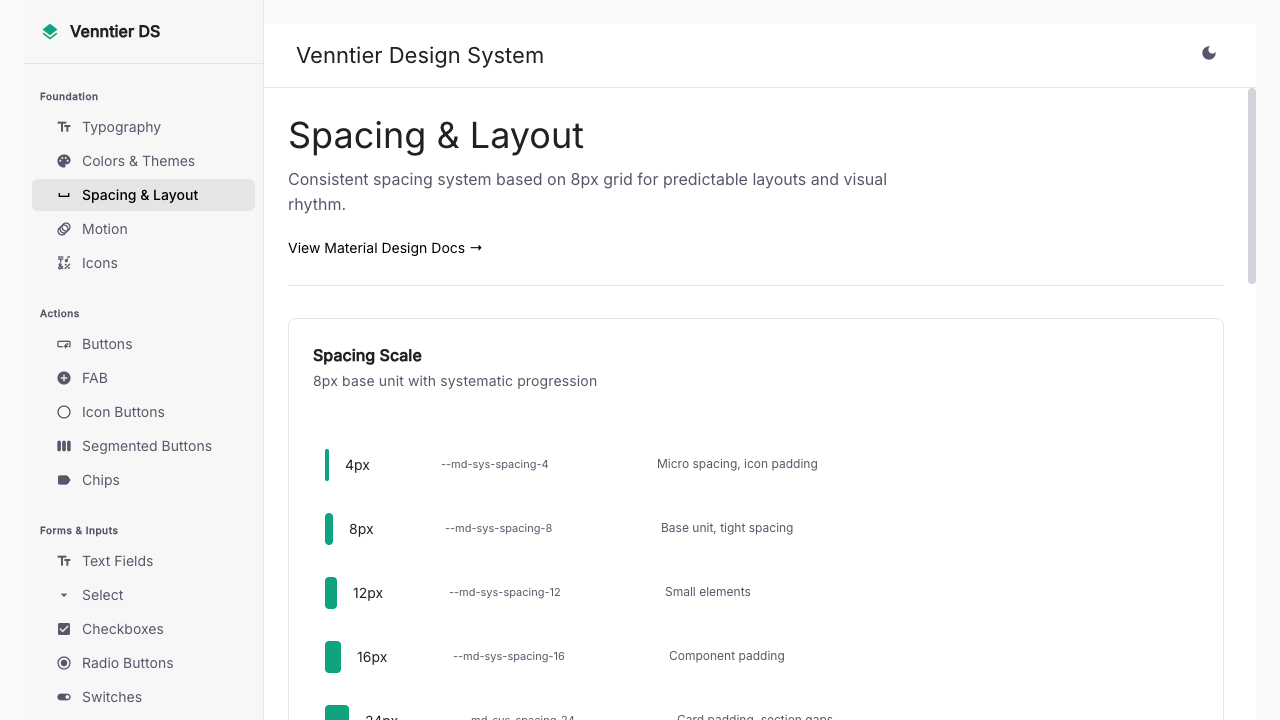 Venntier DS
Foundation
Typography
Colors & Themes
Spacing & Layout
Motion
Icons
Actions
Buttons
FAB
Icon Buttons
Segmented Buttons
Chips
Forms & Inputs
Text Fields
Select
Checkboxes
Radio Buttons
Switches
Venntier Design System
Spacing & Layout
Consistent spacing system based on 8px grid for predictable layouts and visual
rhythm.
View Material Design Docs →
Spacing Scale
8px base unit with systematic progression
4px --md-sys-spacing-4 Micro spacing, icon padding
8px --md-sys-spacing-8 Base unit, tight spacing
12px --md-sys-spacing-12 Small elements
16px --md-sys-spacing-16 Component padding
24px --md-sys-spacing-24 Card padding, section gaps